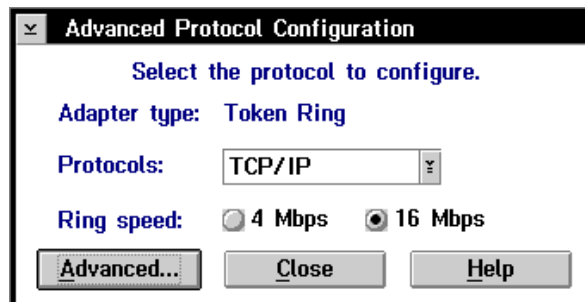 Advanced Protocol Configuration
Select the protocol to configure.
Adapter type: Token Ring
Protocols: TCP/IP
Ring speed: 4 Mbps 16 Mbps
Advanced... Close Help